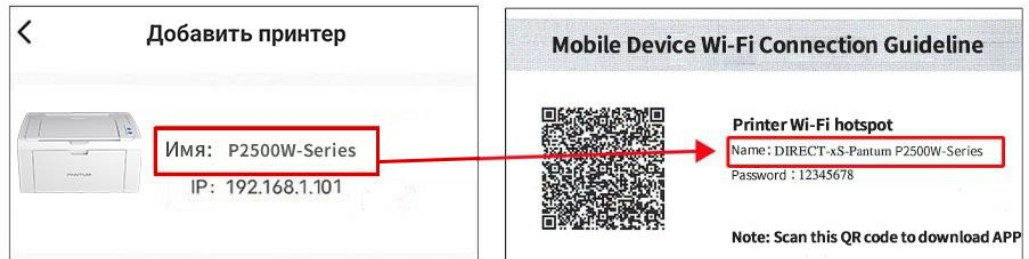 Добавить принтер
Имя: P2500W-Series
IP: 192.168.1.101
PANTUM
Mobile Device Wi-Fi Connection Guideline
Printer Wi-Fi hotspot
Name: DIRECT-xS-Pantum P2500W-Series
Password : 12345678
Note: Scan this QR code to download APP